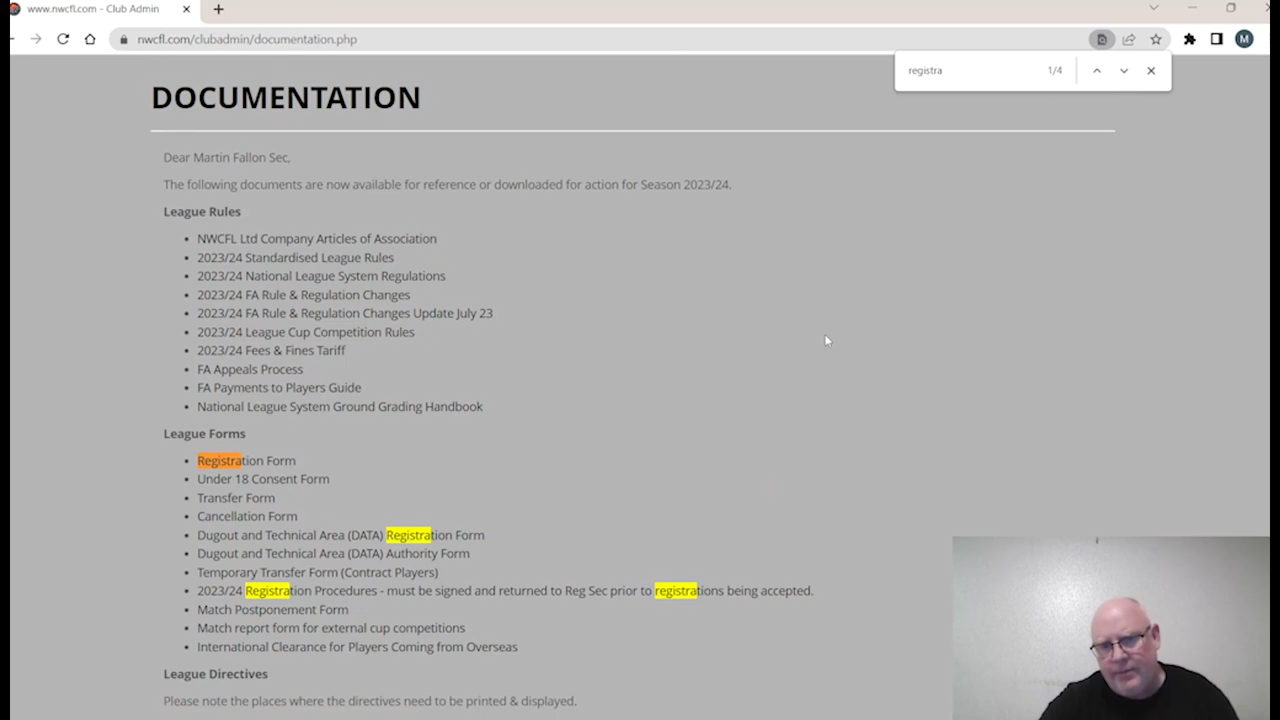 www.nwcfl.com - Club Admin
nwcfl.com/clubadmin/documentation.php
M
registra 1/4
DOCUMENTATION
Dear Martin Fallon Sec,
The following documents are now available for reference or downloaded for action for Season 2023/24.
League Rules
• NWCFL Ltd Company Articles of Association
• 2023/24 Standardised League Rules
• 2023/24 National League System Regulations
• 2023/24 FA Rule & Regulation Changes
• 2023/24 FA Rule & Regulation Changes Update July 23
• 2023/24 League Cup Competition Rules
• 2023/24 Fees & Fines Tariff
• FA Appeals Process
• FA Payments to Players Guide
• National League System Ground Grading Handbook
League Forms
• Registration Form
• Under 18 Consent Form
• Transfer Form
• Cancellation Form
• Dugout and Technical Area (DATA) Registration Form
• Dugout and Technical Area (DATA) Authority Form
• Temporary Transfer Form (Contract Players)
• 2023/24 Registration Procedures - must be signed and returned to Reg Sec prior to registrations being accepted.
• Match Postponement Form
• Match report form for external cup competitions
• International Clearance for Players Coming from Overseas
League Directives
Please note the places where the directives need to be printed & displayed.